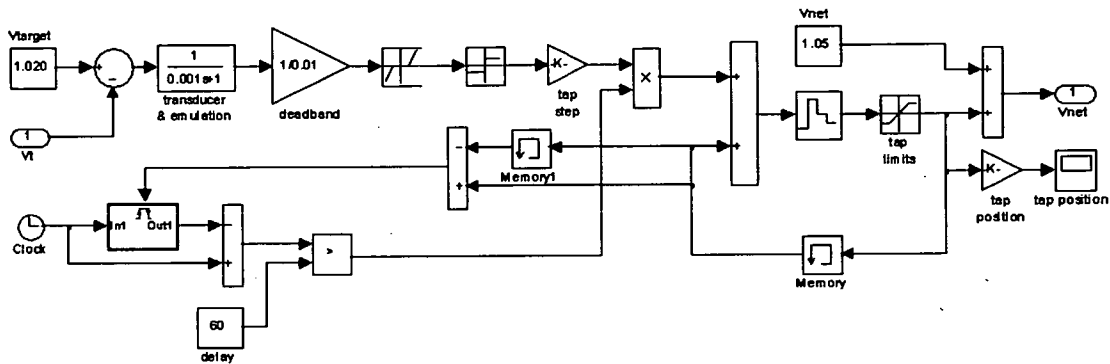 Vtarget
1.020
+
−
1
0.001s+1
transducer
& emulation
1/0.01
deadband
-K-
tap
step
×
+
+
Vnet
1.05
+
+
1
Vnet
tap
limits
1
Vt
−
+
Memory1
-K-
tap
position
tap position
Clock
In1
Out1
−
+
>
Memory
60
delay